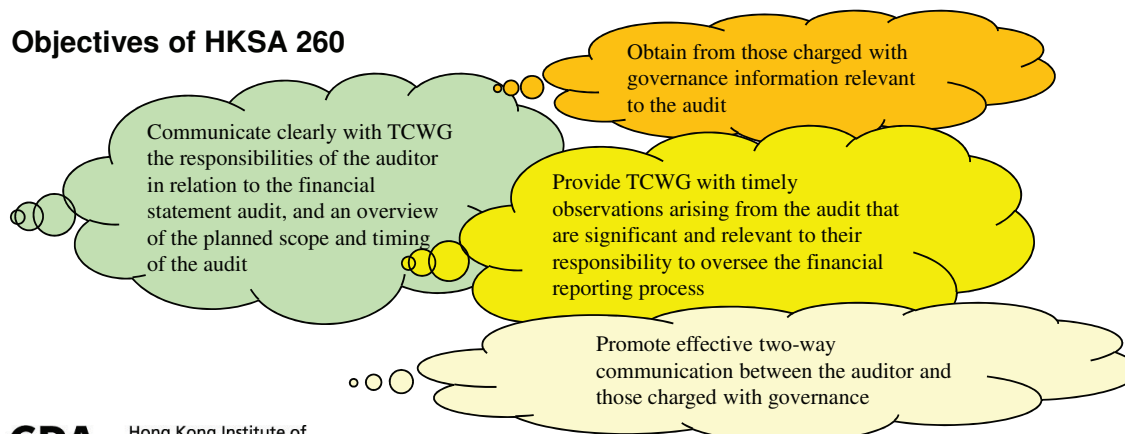 Objectives of HKSA 260
Obtain from those charged with
governance information relevant
to the audit
Communicate clearly with TCWG
the responsibilities of the auditor
in relation to the financial
statement audit, and an overview
of the planned scope and timing
of the audit
Provide TCWG with timely
observations arising from the audit that
are significant and relevant to their
responsibility to oversee the financial
reporting process
Promote effective two-way
communication between the auditor and
those charged with governance
Hong Kong Institute of